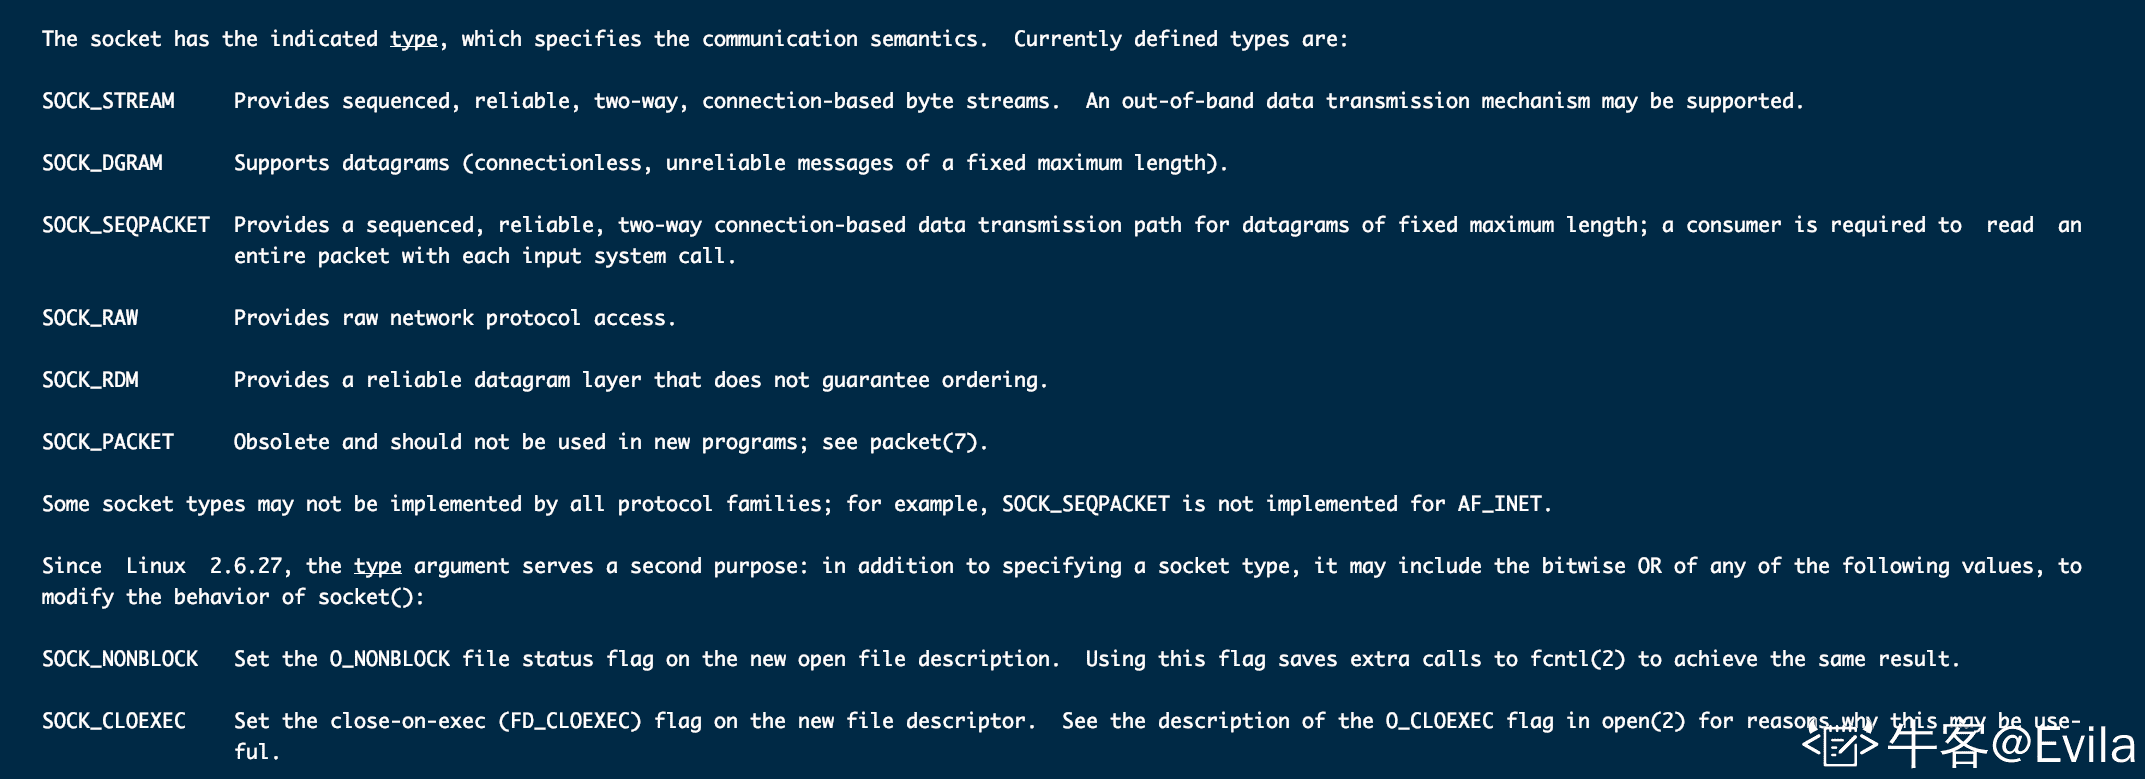 The socket has the indicated type, which specifies the communication semantics.  Currently defined types are:
SOCK_STREAM     Provides sequenced, reliable, two-way, connection-based byte streams.  An out-of-band data transmission mechanism may be supported.
SOCK_DGRAM      Supports datagrams (connectionless, unreliable messages of a fixed maximum length).
SOCK_SEQPACKET  Provides a sequenced, reliable, two-way connection-based data transmission path for datagrams of fixed maximum length; a consumer is required to  read  an
entire packet with each input system call.
SOCK_RAW        Provides raw network protocol access.
SOCK_RDM        Provides a reliable datagram layer that does not guarantee ordering.
SOCK_PACKET     Obsolete and should not be used in new programs; see packet(7).
Some socket types may not be implemented by all protocol families; for example, SOCK_SEQPACKET is not implemented for AF_INET.
Since  Linux  2.6.27, the type argument serves a second purpose: in addition to specifying a socket type, it may include the bitwise OR of any of the following values, to
modify the behavior of socket():
SOCK_NONBLOCK   Set the O_NONBLOCK file status flag on the new open file description.  Using this flag saves extra calls to fcntl(2) to achieve the same result.
SOCK_CLOEXEC    Set the close-on-exec (FD_CLOEXEC) flag on the new file descriptor.  See the description of the O_CLOEXEC flag in open(2) for reasons why this may be use-
ful.
牛客@Evila